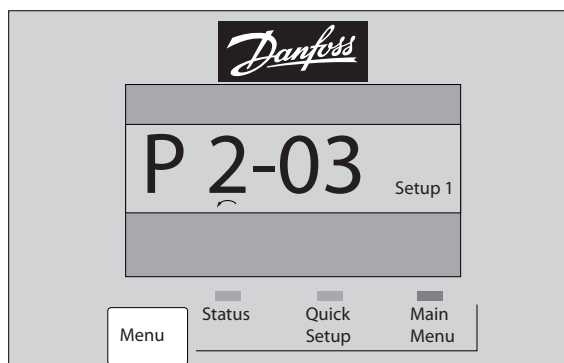 Danfoss
P 2-03
Setup 1
Status
Quick
Setup
Main
Menu
Menu